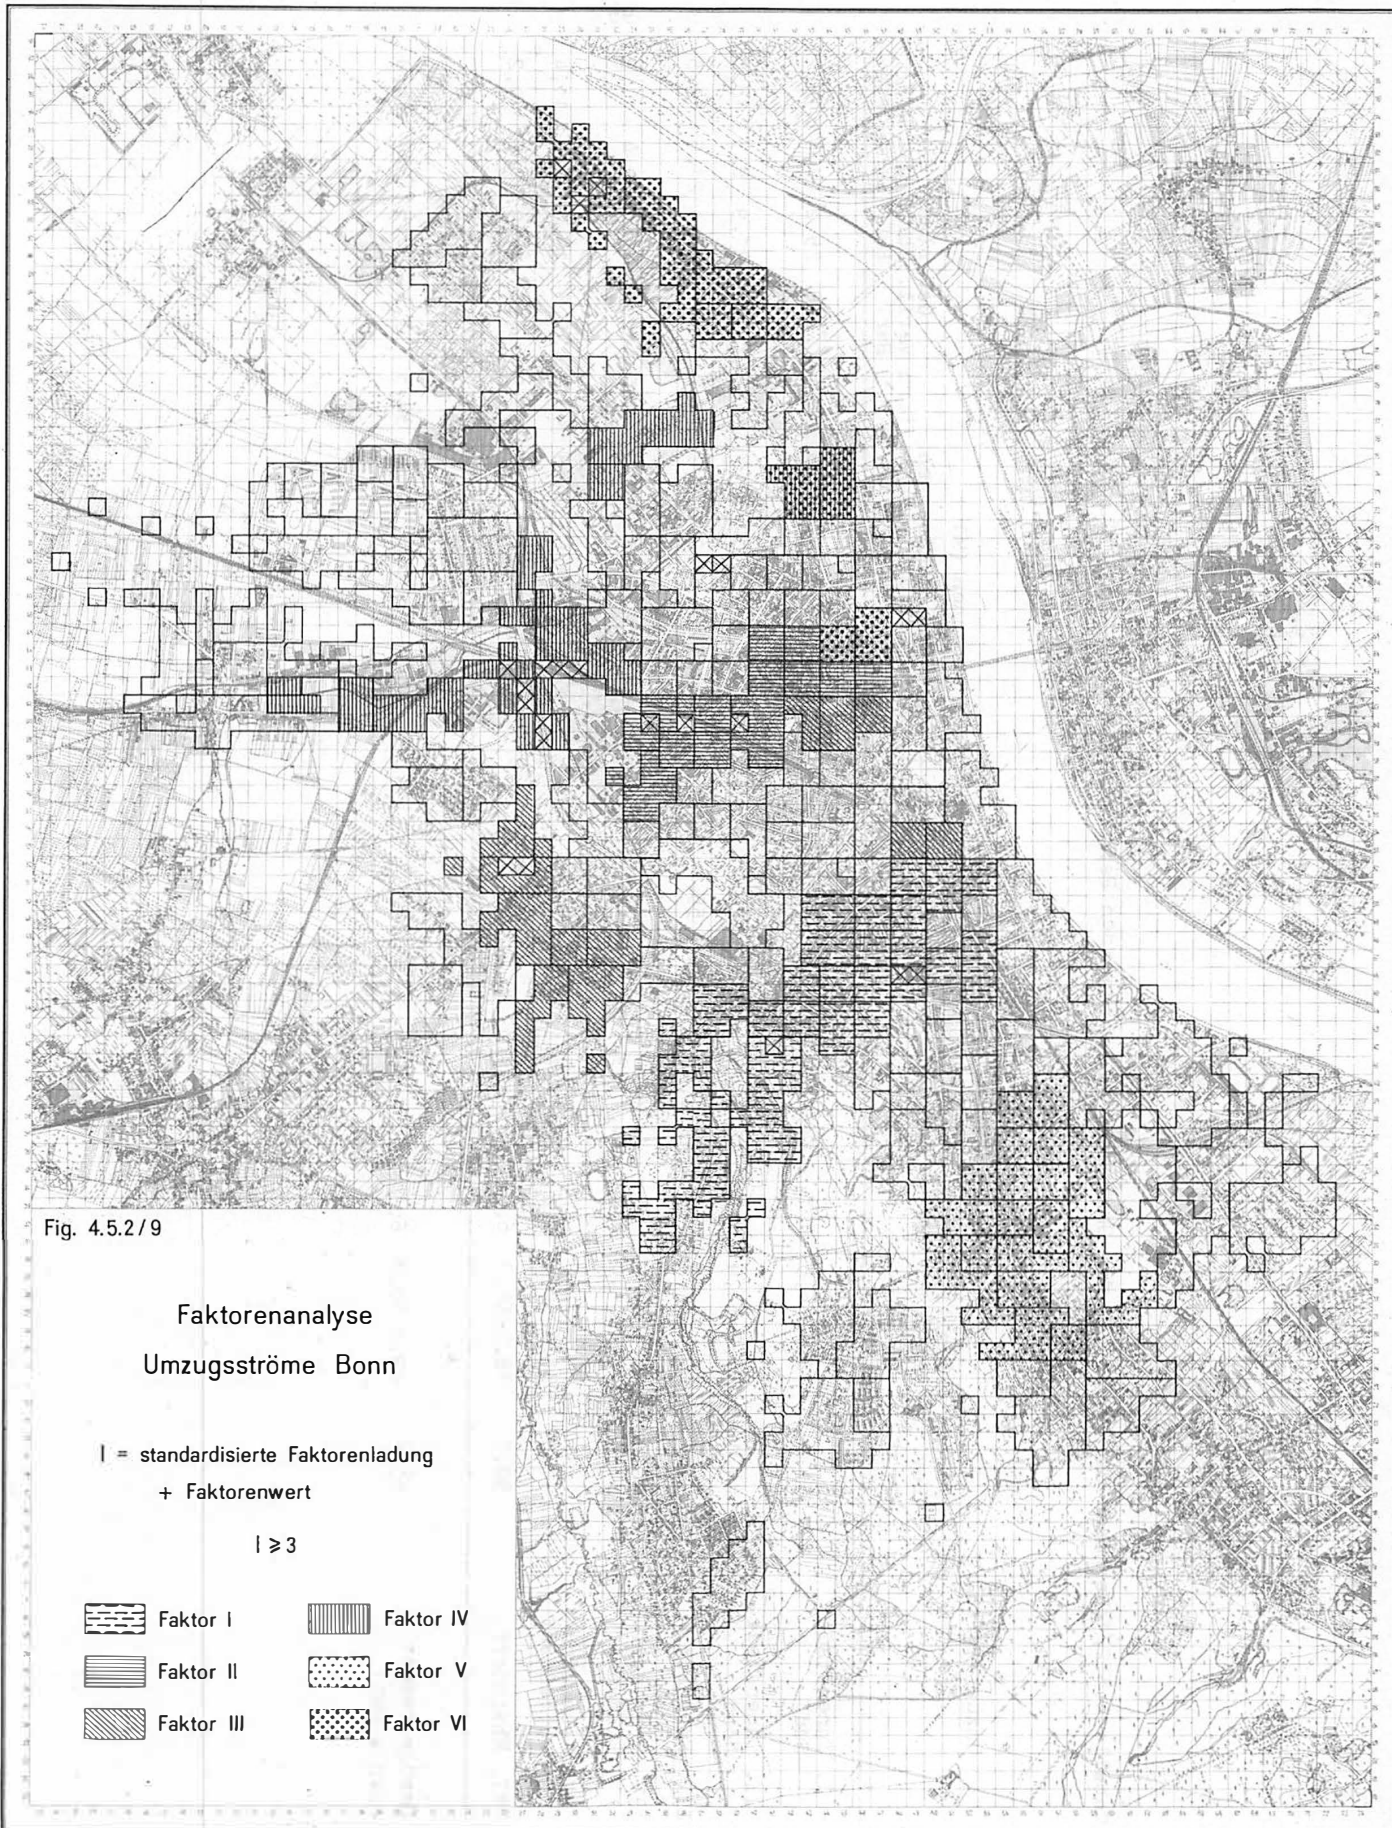 Fig. 4.5.2/9
Faktorenanalyse
Umzugsströme Bonn
l = standardisierte Faktorenladung
+ Faktorenwert
l ⩾ 3
Faktor I
Faktor II
Faktor III
Faktor IV
Faktor V
Faktor VI